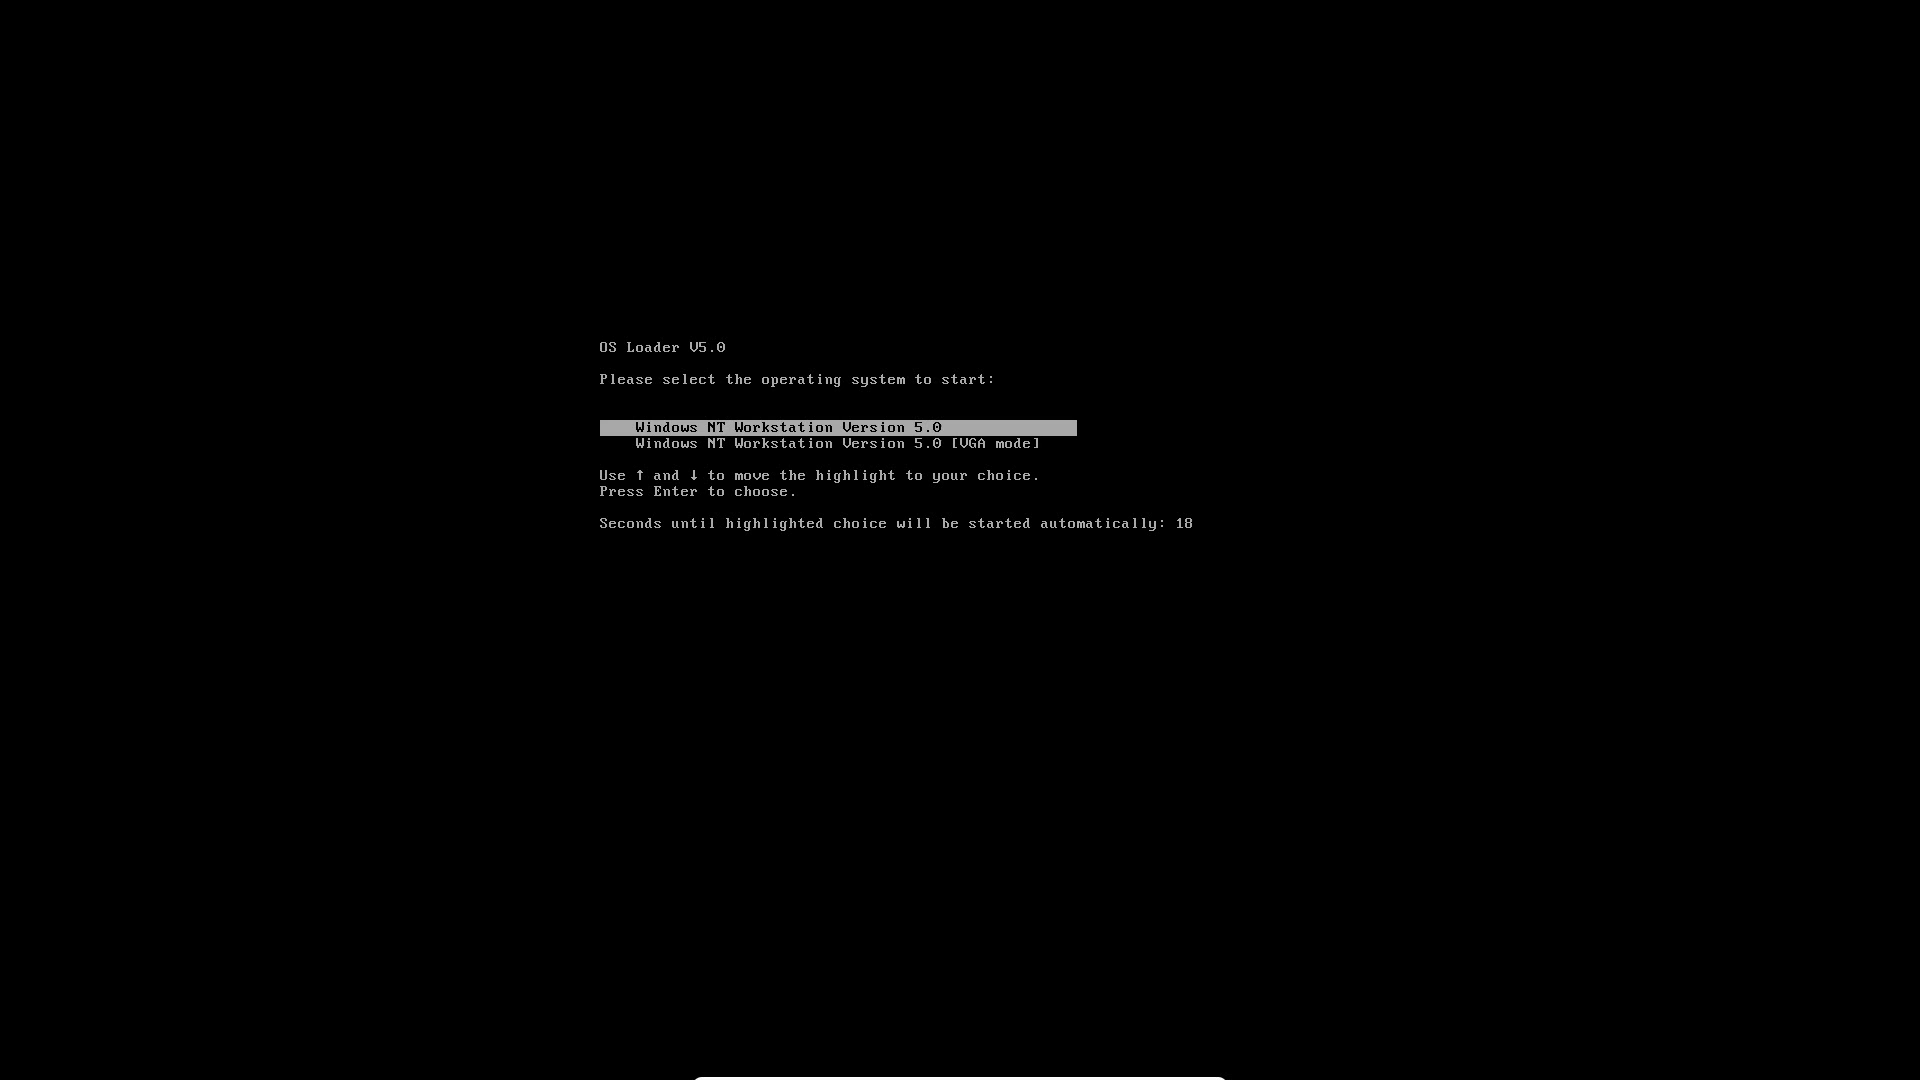 OS Loader V5.0
Please select the operating system to start:
Windows NT Workstation Version 5.0
Windows NT Workstation Version 5.0 [VGA mode]
Use ↑ and ↓ to move the highlight to your choice.
Press Enter to choose.
Seconds until highlighted choice will be started automatically: 18